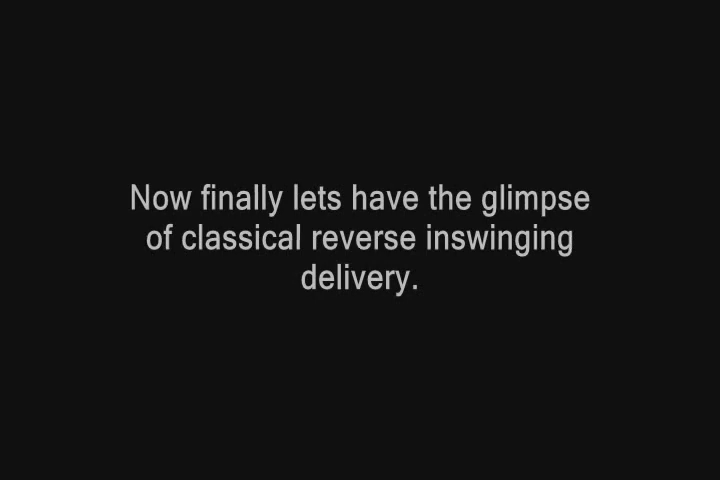 Now finally lets have the glimpse
of classical reverse inswinging
delivery.